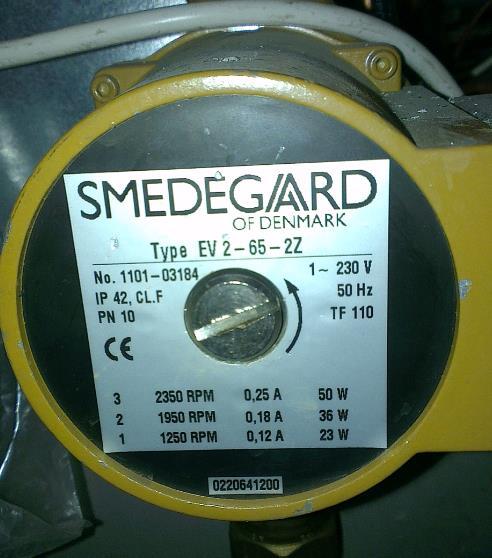 SMEDEGAARD
OF DENMARK
Type EV 2-65-2Z
No. 1101-03184 1~ 230 V
IP 42, CL.F 50 Hz
PN 10 TF 110
CE
3 2350 RPM 0,25 A 50 W
2 1950 RPM 0,18 A 36 W
1 1250 RPM 0,12 A 23 W
0220641200